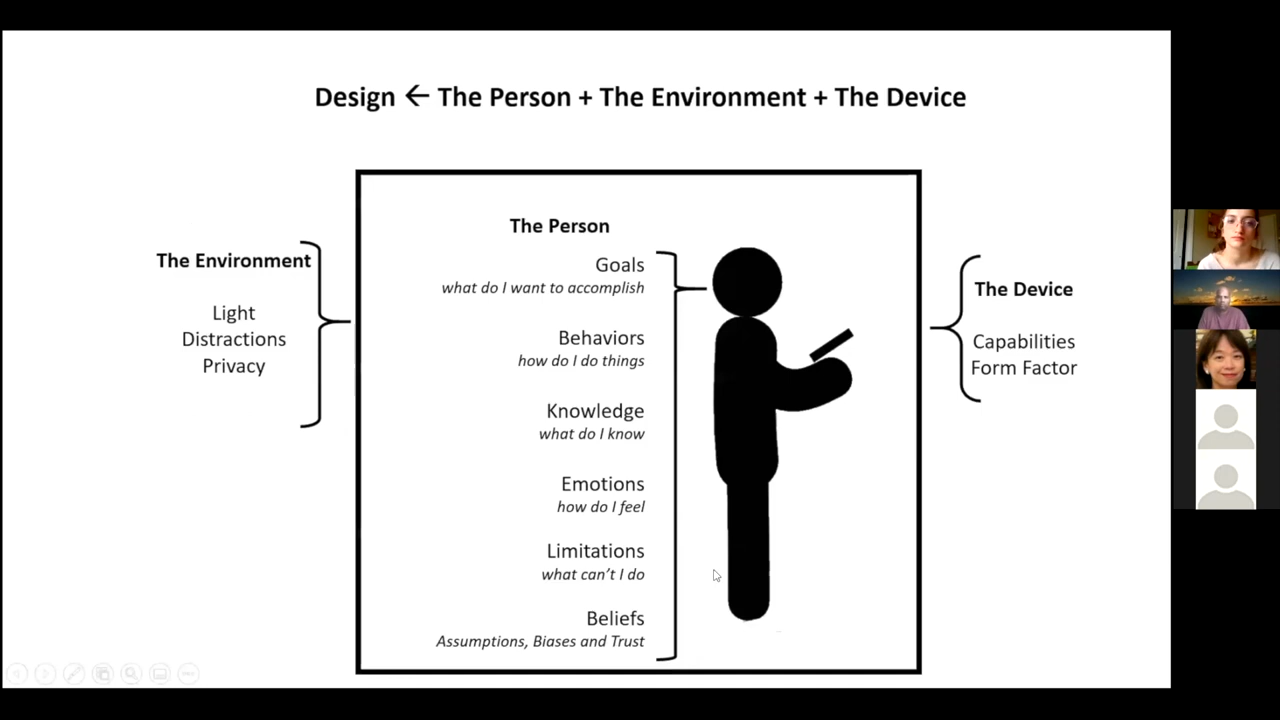 Design ← The Person + The Environment + The Device
The Environment
Light
Distractions
Privacy
The Person
Goals
what do I want to accomplish
Behaviors
how do I do things
Knowledge
what do I know
Emotions
how do I feel
Limitations
what can’t I do
Beliefs
Assumptions, Biases and Trust
The Device
Capabilities
Form Factor